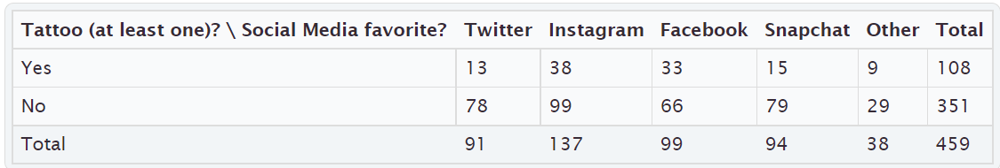 Tattoo (at least one)? \ Social Media favorite? Twitter Instagram Facebook Snapchat Other Total
Yes 13 38 33 15 9 108
No 78 99 66 79 29 351
Total 91 137 99 94 38 459